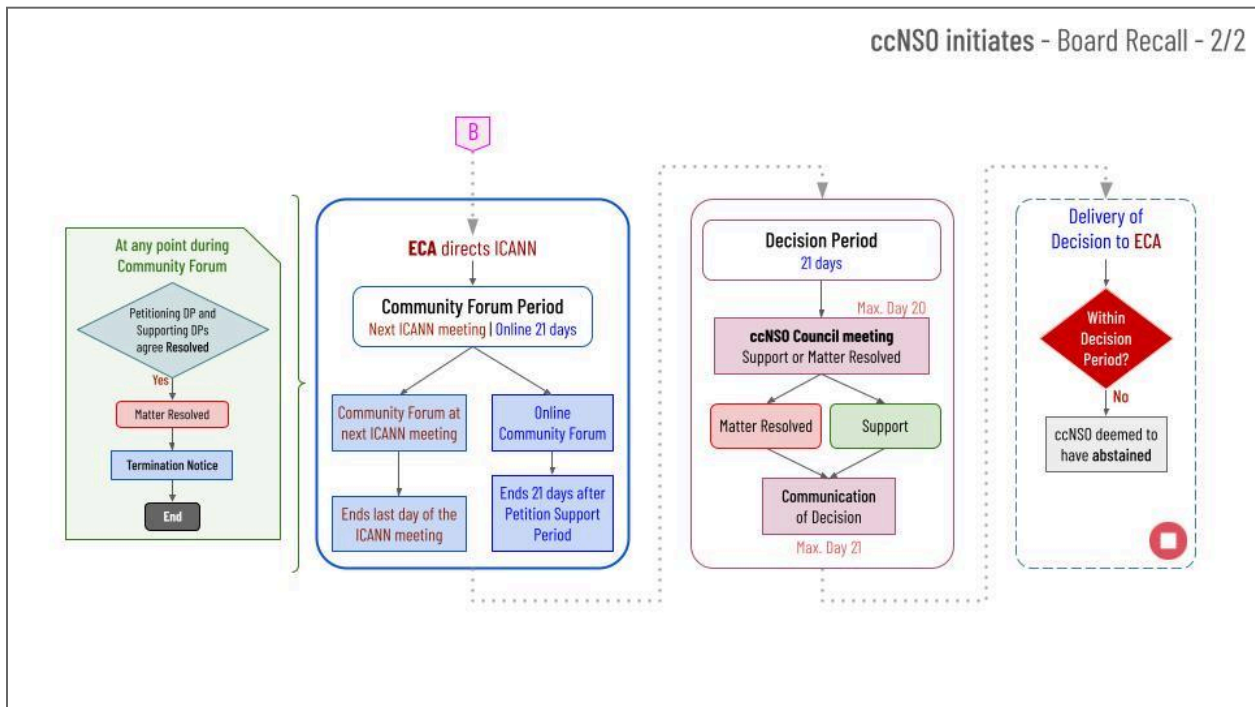 ccNSO initiates - Board Recall - 2/2
B
At any point during
Community Forum
Petitioning DP and
Supporting DPs
agree Resolved
Yes
Matter Resolved
Termination Notice
End
ECA directs ICANN
Community Forum Period
Next ICANN meeting | Online 21 days
Community Forum at
next ICANN meeting
Ends last day of the
ICANN meeting
Online
Community Forum
Ends 21 days after
Petition Support
Period
Decision Period
21 days
Max. Day 20
ccNSO Council meeting
Support or Matter Resolved
Matter Resolved
Support
Communication
of Decision
Max. Day 21
Delivery of
Decision to ECA
Within
Decision
Period?
No
ccNSO deemed to
have abstained